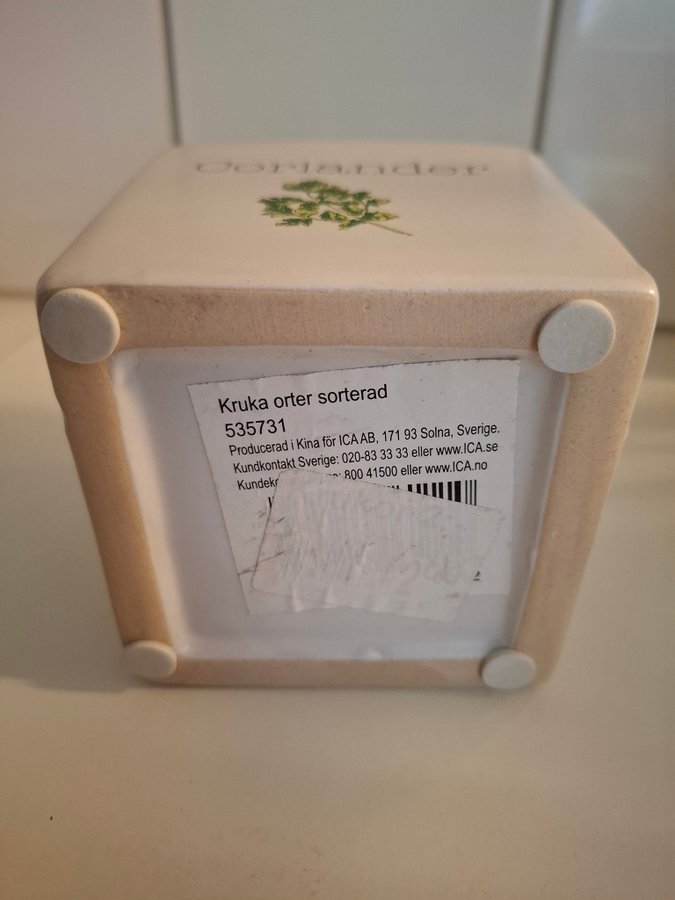 Coriander
Kruka orter sorterad
535731
Producerad i Kina för ICA AB, 171 93 Solna, Sverige.
Kundkontakt Sverige: 020-83 33 33 eller www.ICA.se
800 41500 eller www.ICA.no